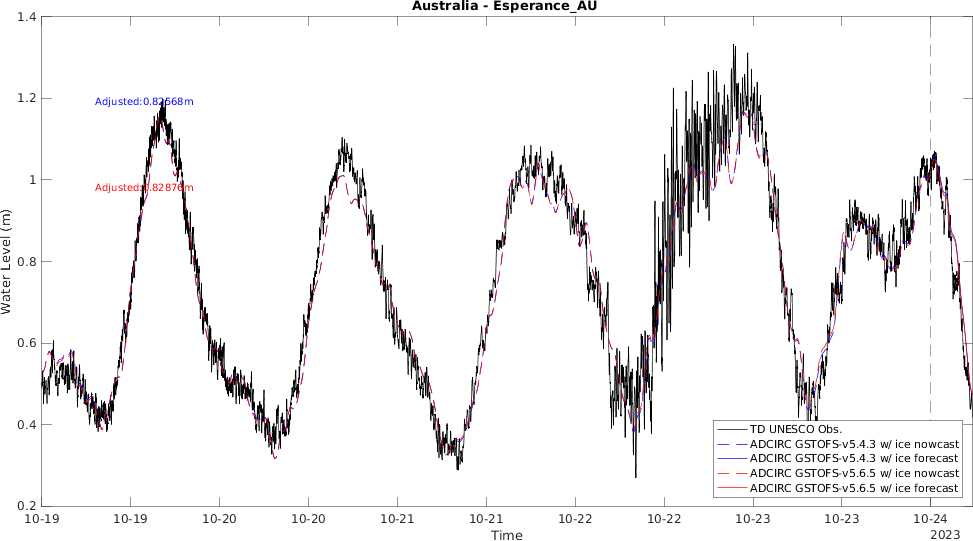 Australia - Esperance_AU
1.4
1.2
1
0.8
0.6
0.4
0.2
Water Level (m)
Adjusted:0.82568m
Adjusted:0.82876m
TD UNESCO Obs.
ADCIRC GSTOFS-v5.4.3 w/ ice nowcast
ADCIRC GSTOFS-v5.4.3 w/ ice forecast
ADCIRC GSTOFS-v5.6.5 w/ ice nowcast
ADCIRC GSTOFS-v5.6.5 w/ ice forecast
10-19 10-19 10-20 10-20 10-21 10-21 10-22 10-22 10-23 10-23 10-24
2023
Time